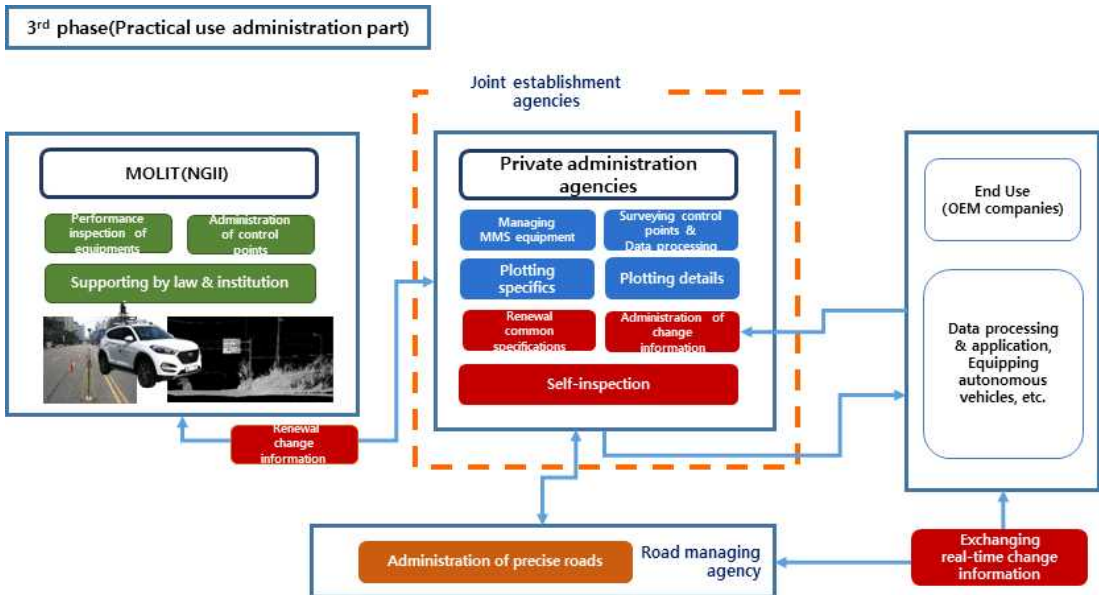 3rd phase(Practical use administration part)
Joint establishment
agencies
MOLIT(NGII)
Performance
inspection of
equipments
Administration
of control
points
Supporting by law & institution
Renewal
change
information
Private administration
agencies
Managing
MMS equipment
Surveying control
points &
Data processing
Plotting
specifics
Plotting details
Renewal
common
specifications
Administration of
change
information
Self-inspection
End Use
(OEM companies)
Data processing
& application,
Equipping
autonomous
vehicles, etc.
Administration of precise roads
Road managing
agency
Exchanging
real-time change
information